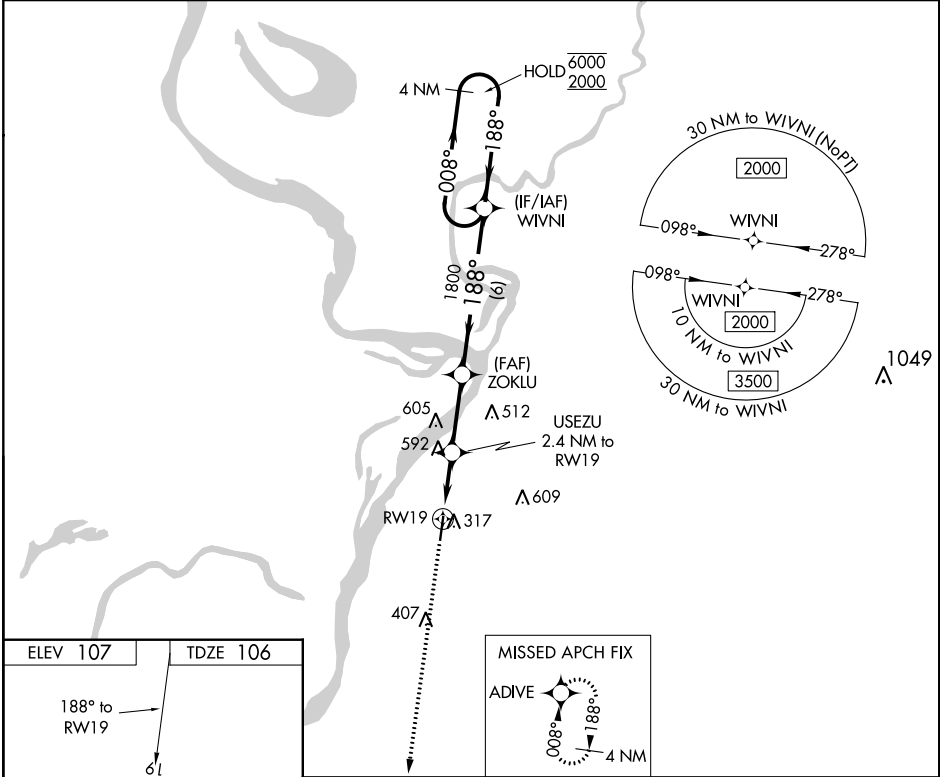 HOLD 6000
2000
4 NM
188°
008°
(IF/IAF)
WIVNI
1800
188°
(6)
(FAF)
ZOKLU
605
512
592
USEZU
2.4 NM to
RW19
609
RW19
317
407
30 NM to WIVNI (NoPT)
2000
WIVNI
098°
278°
098°
278°
WIVNI
2000
10 NM to WIVNI
3500
30 NM to WIVNI
1049
ELEV 107
TDZE 106
188° to
RW19
19
MISSED APCH FIX
ADIVE
008°
188°
4 NM